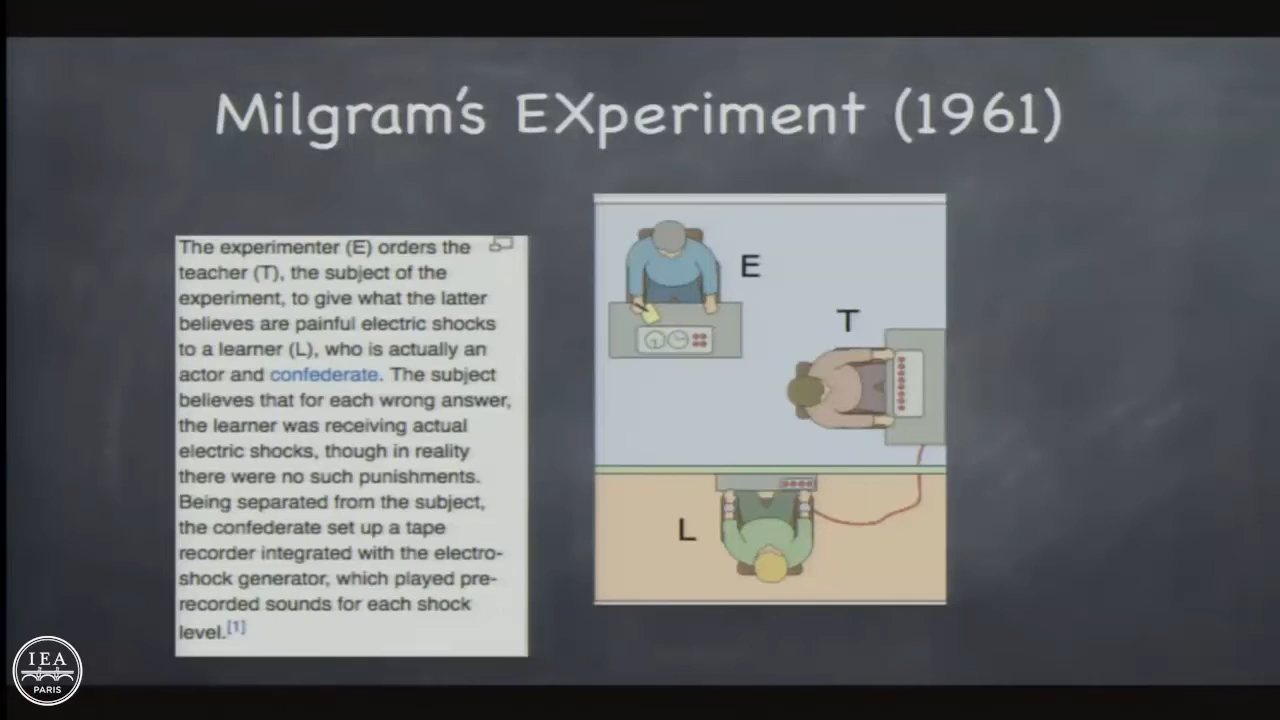 Milgram's EXperiment (1961)
The experimenter (E) orders the
teacher (T), the subject of the
experiment, to give what the latter
believes are painful electric shocks
to a learner (L), who is actually an
actor and confederate. The subject
believes that for each wrong answer,
the learner was receiving actual
electric shocks, though in reality
there were no such punishments.
Being separated from the subject,
the confederate set up a tape
recorder integrated with the electro-
shock generator, which played pre-
recorded sounds for each shock
level.[1]
E
T
L
IEA
PARIS